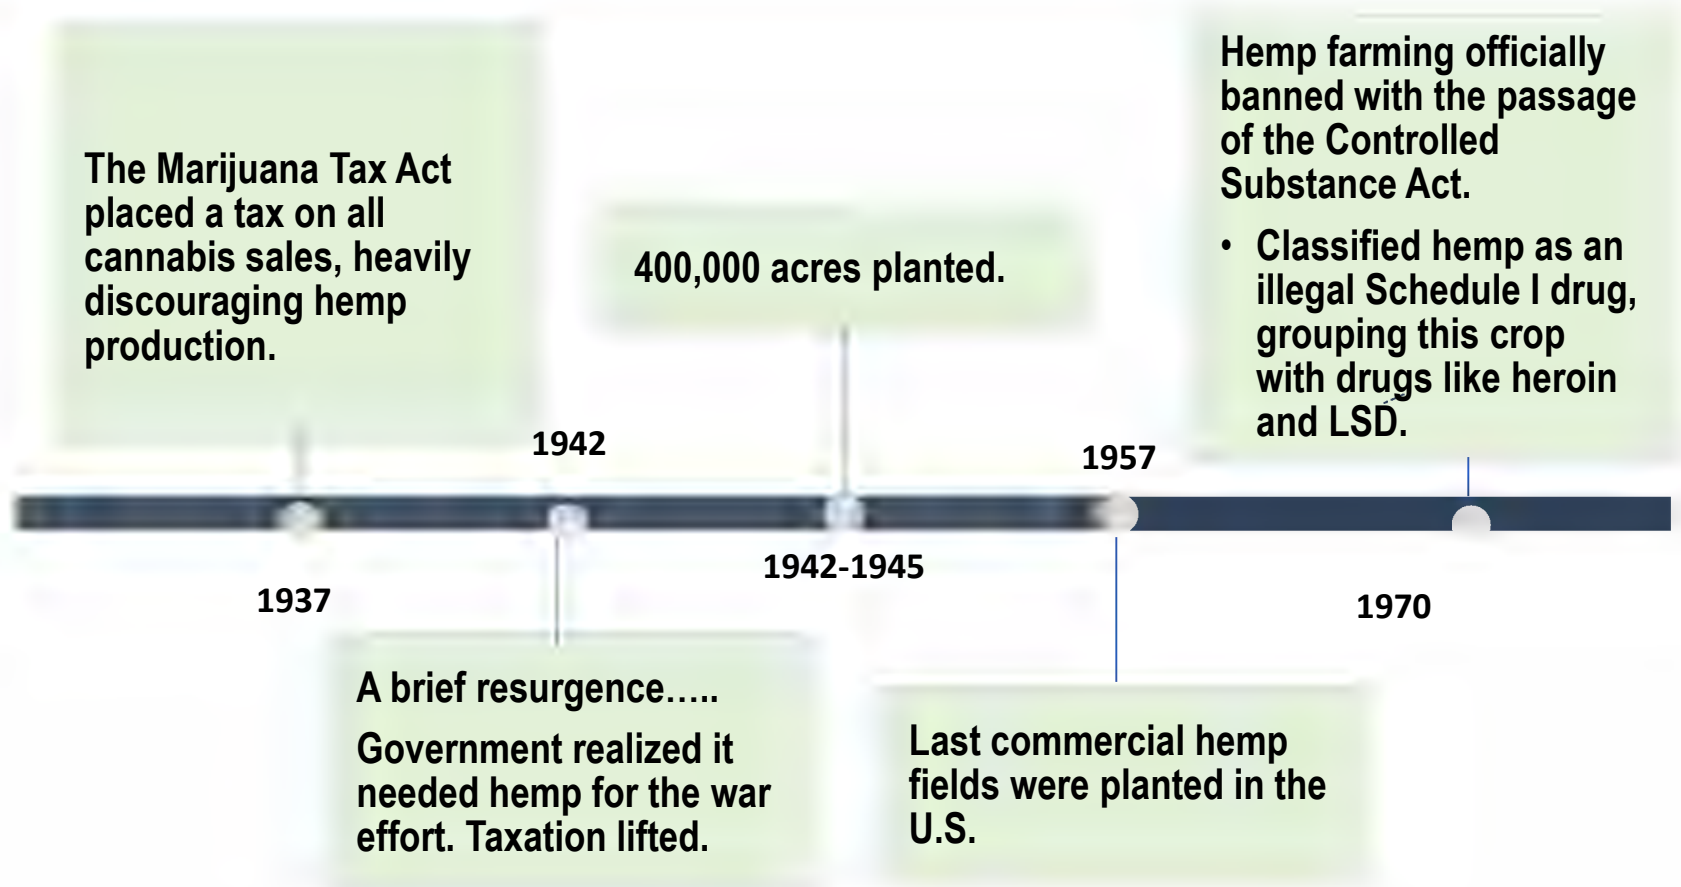 The Marijuana Tax Act
placed a tax on all
cannabis sales, heavily
discouraging hemp
production.
1937
1942
A brief resurgence.....
Government realized it
needed hemp for the war
effort. Taxation lifted.
400,000 acres planted.
1942-1945
1957
Last commercial hemp
fields were planted in the
U.S.
Hemp farming officially
banned with the passage
of the Controlled
Substance Act.
• Classified hemp as an
illegal Schedule I drug,
grouping this crop
with drugs like heroin
and LSD.
1970